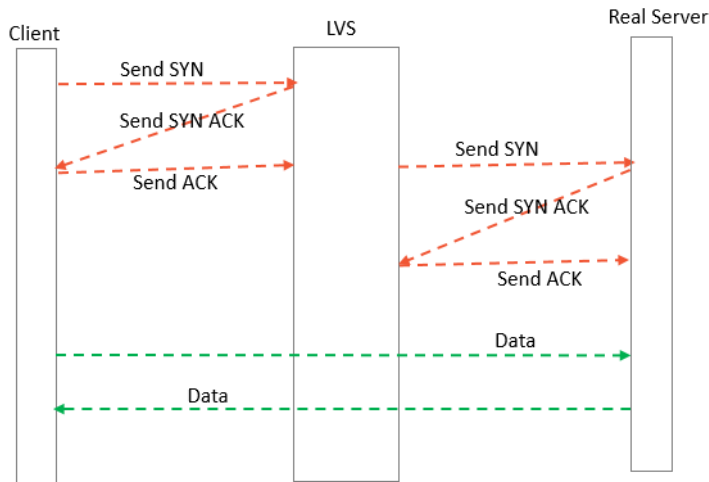 Client
LVS
Real Server
Send SYN
Send SYN ACK
Send ACK
Send SYN
Send SYN ACK
Send ACK
Data
Data